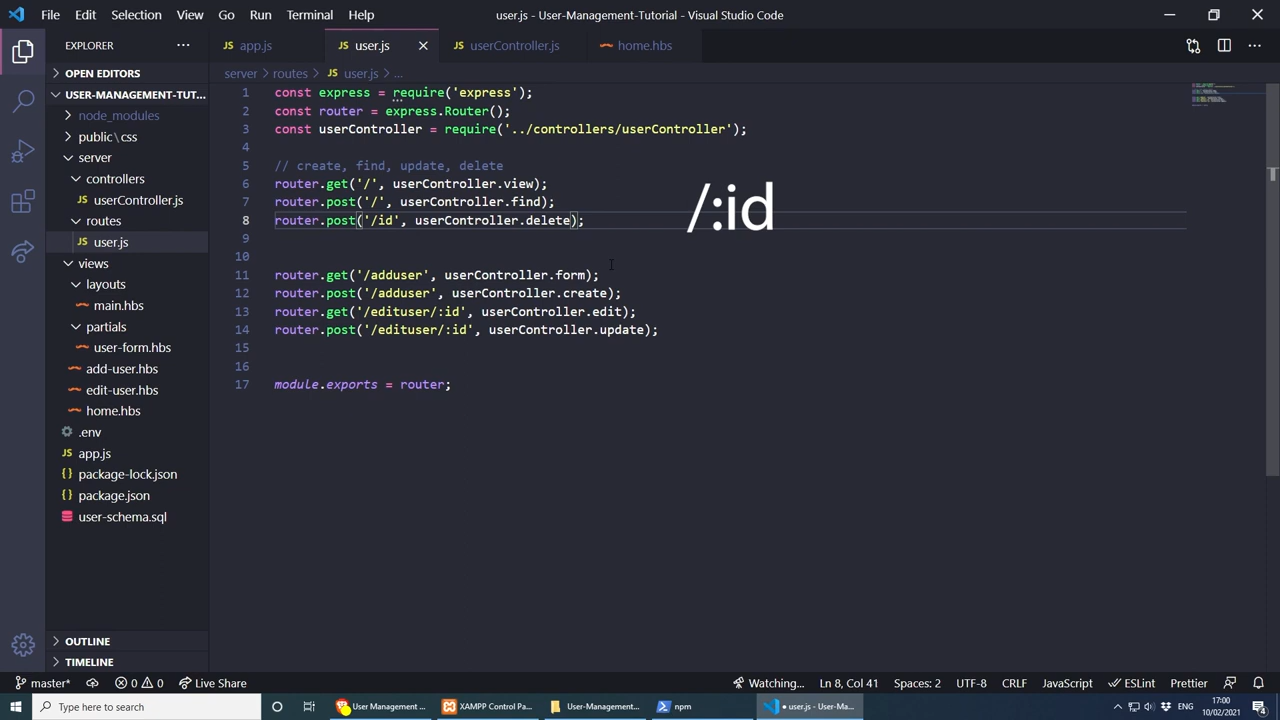 File Edit Selection View Go Run Terminal Help
user.js - User-Management-Tutorial - Visual Studio Code
EXPLORER
OPEN EDITORS
USER-MANAGEMENT-TUT...
node_modules
public\css
server
controllers
JS userController.js
routes
JS user.js
views
layouts
main.hbs
partials
user-form.hbs
add-user.hbs
edit-user.hbs
home.hbs
.env
JS app.js
{} package-lock.json
{} package.json
user-schema.sql
OUTLINE
TIMELINE
JS app.js
JS user.js
JS userController.js
home.hbs
server > routes > JS user.js > ...
1 const express = require('express');
2 const router = express.Router();
3 const userController = require('../controllers/userController');
4
5 // create, find, update, delete
6 router.get('/', userController.view);
7 router.post('/', userController.find);
8 router.post('/id', userController.delete);
/:id
9
10
11 router.get('/adduser', userController.form);
12 router.post('/adduser', userController.create);
13 router.get('/edituser/:id', userController.edit);
14 router.post('/edituser/:id', userController.update);
15
16
17 module.exports = router;
master* 0 0 Live Share
Watching... Ln 8, Col 41 Spaces: 2 UTF-8 CRLF JavaScript ESLint Prettier
Type here to search
User Management ...
XAMPP Control Pa...
User-Management-...
npm
● user.js - User-Ma...
ENG
17:00
10/02/2021
4